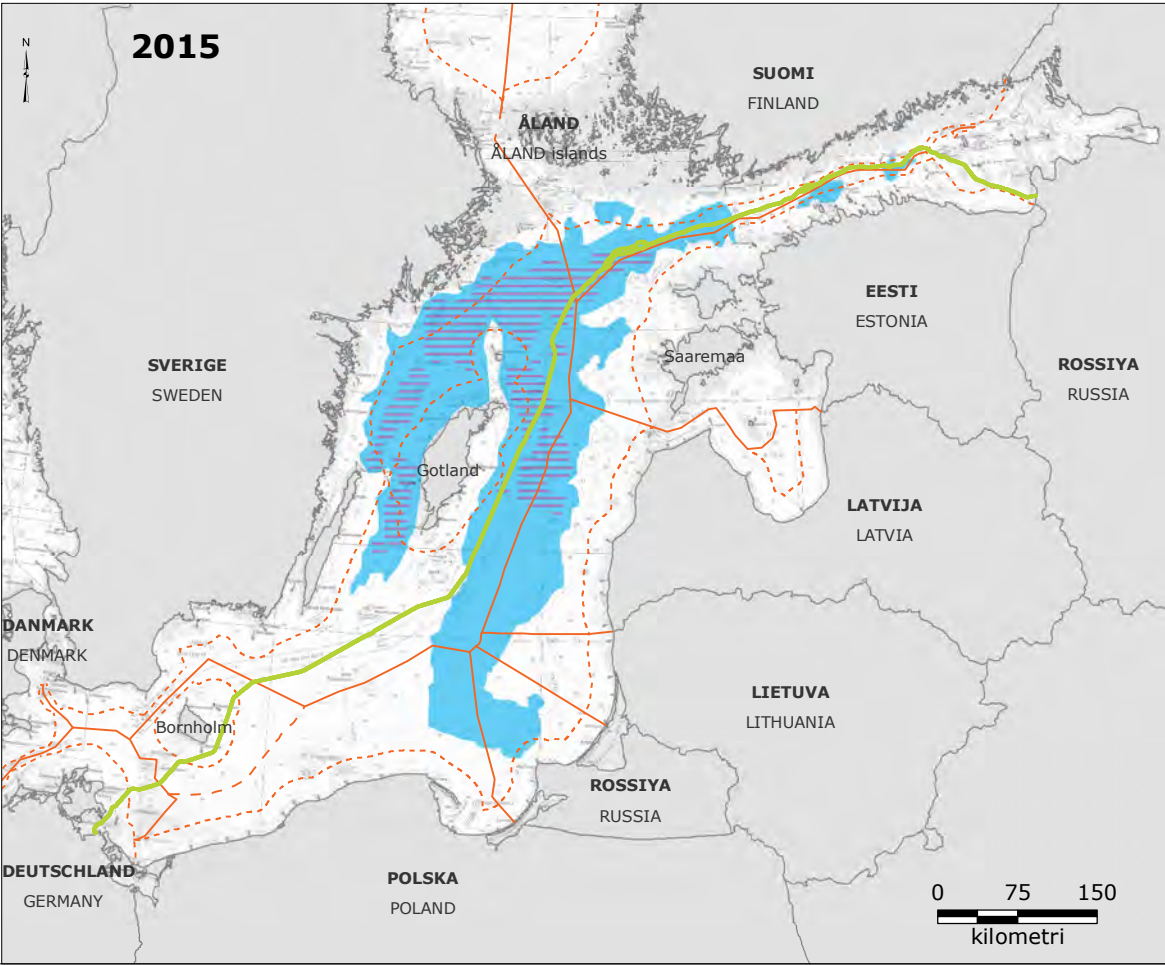 N
2015
SUOMI
FINLAND
ÅLAND
ÅLAND islands
EESTI
ESTONIA
ROSSIYA
RUSSIA
Saaremaa
SVERIGE
SWEDEN
Gotland
LATVIJA
LATVIA
DANMARK
DENMARK
LIETUVA
LITHUANIA
Bornholm
ROSSIYA
RUSSIA
DEUTSCHLAND
GERMANY
POLSKA
POLAND
0 75 150
kilometri